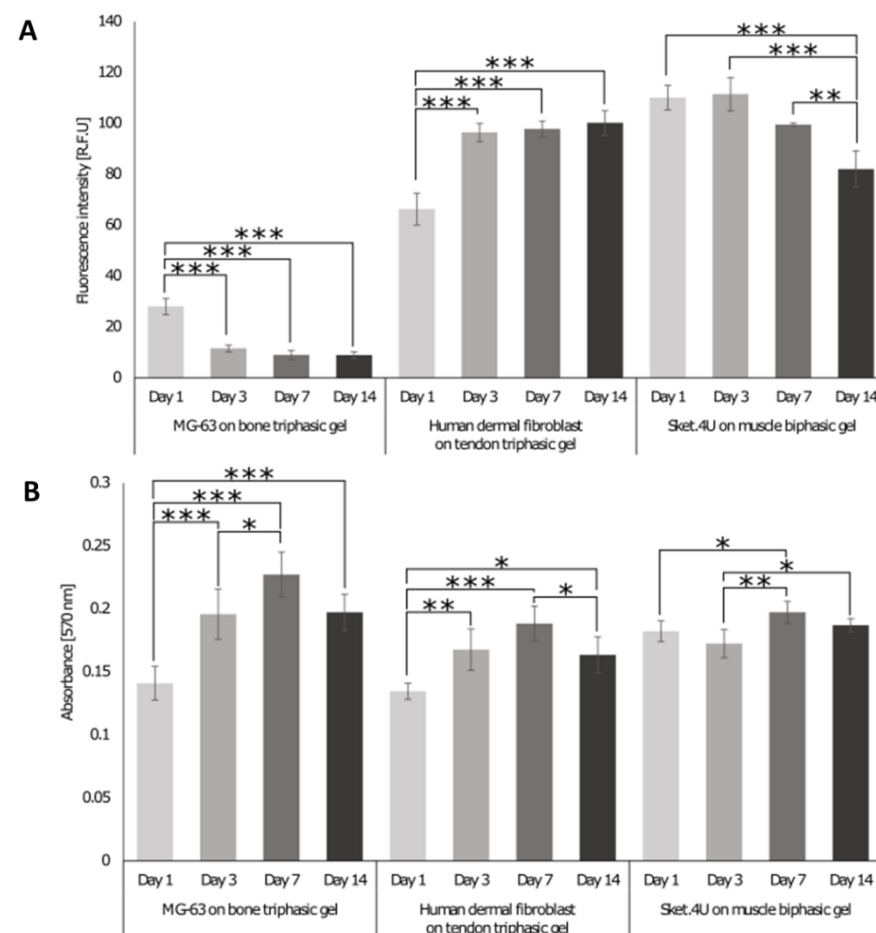 A
140
***
***
***
120
***
***
**
***
100
80
60
***
***
40
***
20
0
Fluorescence intensity [R.F.U]
Day 1 Day 3 Day 7 Day 14 Day 1 Day 3 Day 7 Day 14 Day 1 Day 3 Day 7 Day 14
MG-63 on bone triphasic gel
Human dermal fibroblast
on tendon triphasic gel
Sket.4U on muscle biphasic gel
B
0.3
***
***
***
*
0.25
*
***
*
**
*
*
**
0.2
0.15
0.1
0.05
0
Absorbance [570 nm]
Day 1 Day 3 Day 7 Day 14 Day 1 Day 3 Day 7 Day 14 Day 1 Day 3 Day 7 Day 14
MG-63 on bone triphasic gel
Human dermal fibroblast
on tendon triphasic gel
Sket.4U on muscle biphasic gel